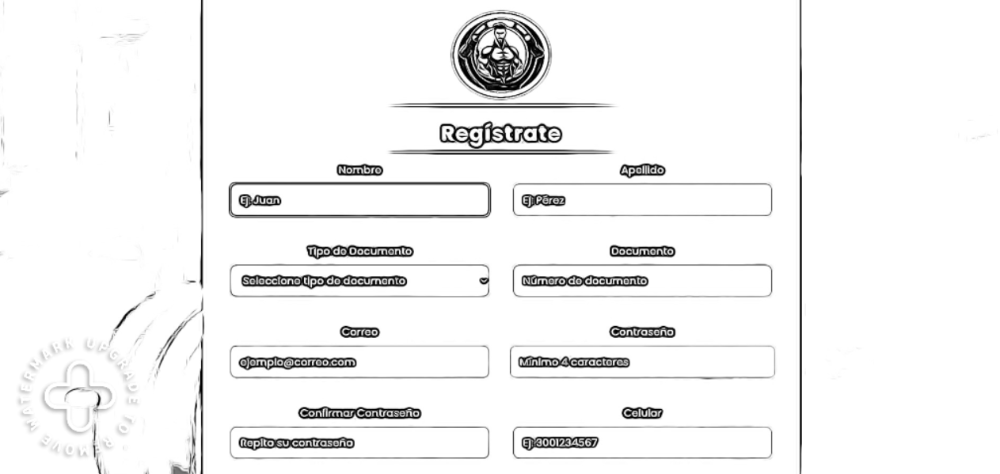 Regístrate
Nombre
Apellido
Ej: Juan
Ej: Pérez
Tipo de Documento
Documento
Seleccione tipo de documento
Número de documento
Correo
Contraseña
ejemplo@correo.com
Mínimo 4 caracteres
Confirmar Contraseña
Celular
Repita su contraseña
Ej: 3001234567
UPGRADE TO REMOVE WATERMARK